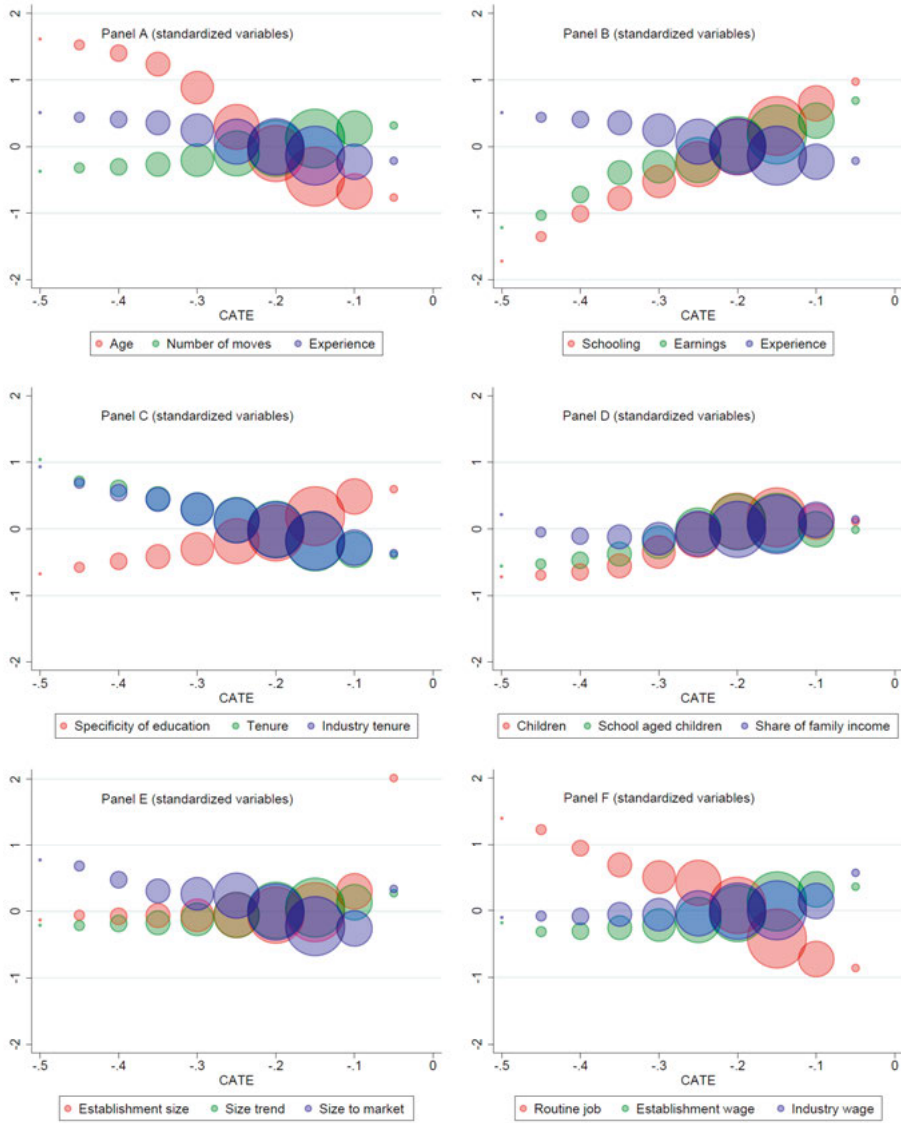 Panel A (standardized variables)
2
1
0
-1
-2
-.5 -.4 -.3 -.2 -.1 0
CATE
Age Number of moves Experience
Panel B (standardized variables)
2
1
0
-1
-2
-.5 -.4 -.3 -.2 -.1 0
CATE
Schooling Earnings Experience
Panel C (standardized variables)
2
1
0
-1
-2
-.5 -.4 -.3 -.2 -.1 0
CATE
Specificity of education Tenure Industry tenure
Panel D (standardized variables)
2
1
0
-1
-2
-.5 -.4 -.3 -.2 -.1 0
CATE
Children School aged children Share of family income
Panel E (standardized variables)
2
1
0
-1
-2
-.5 -.4 -.3 -.2 -.1 0
CATE
Establishment size Size trend Size to market
Panel F (standardized variables)
2
1
0
-1
-2
-.5 -.4 -.3 -.2 -.1 0
CATE
Routine job Establishment wage Industry wage